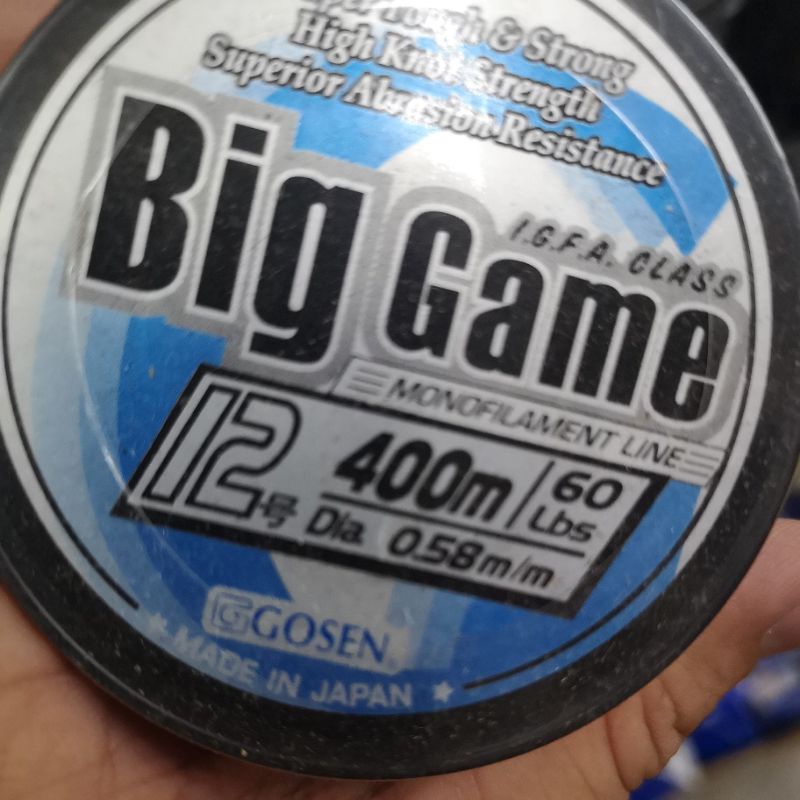 Tough & Strong
High Knot Strength
Superior Abrasion Resistance
Big Game
I.G.F.A. CLASS
MONOFILAMENT LINE
12号 400m/60 Lbs
Dia. 0.58m/m
GOSEN
MADE IN JAPAN